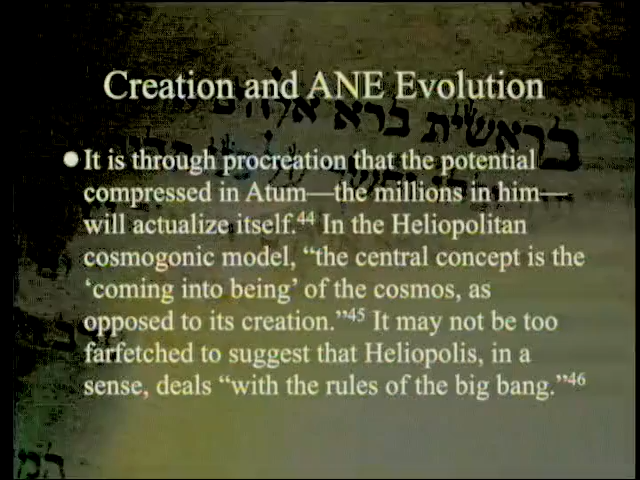 Creation and ANE Evolution
בראשית ברא אלהים
• It is through procreation that the potential
compressed in Atum—the millions in him—
will actualize itself.⁴⁴ In the Heliopolitan
cosmogonic model, “the central concept is the
‘coming into being’ of the cosmos, as
opposed to its creation.”⁴⁵ It may not be too
farfetched to suggest that Heliopolis, in a
sense, deals “with the rules of the big bang.”⁴⁶